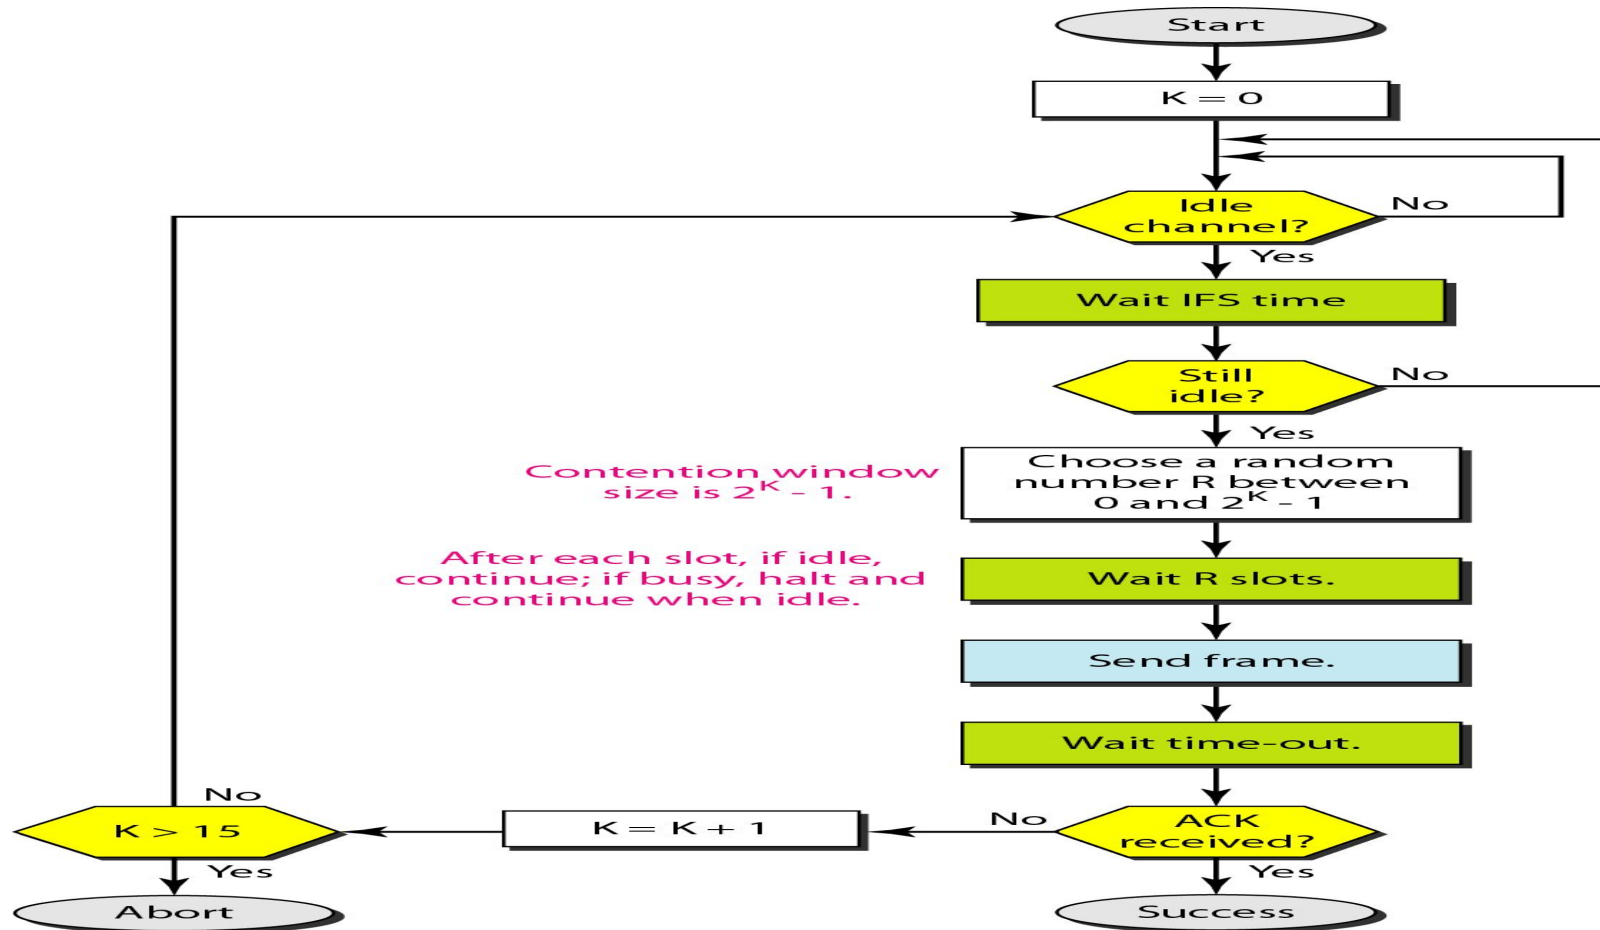 Start
K = 0
Idle
channel?
No
Yes
Wait IFS time
Still
idle?
No
Yes
Contention window
size is 2^K - 1.
Choose a random
number R between
0 and 2^K - 1
After each slot, if idle,
continue; if busy, halt and
continue when idle.
Wait R slots.
Send frame.
Wait time-out.
ACK
received?
No
Yes
K = K + 1
K > 15
No
Yes
Abort
Success